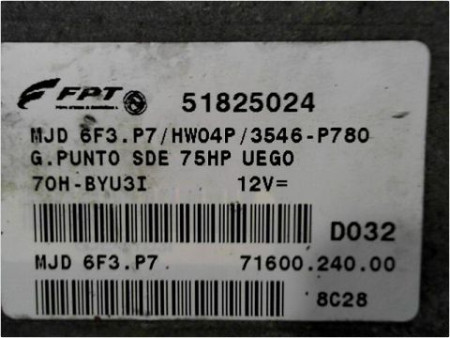 FPT 51825024
MJD 6F3.P7/HW04P/3546-P780
G.PUNTO SDE 75HP UEGO
70H-BYU3I 12V=
D032
MJD 6F3.P7 71600.240.00
8C28